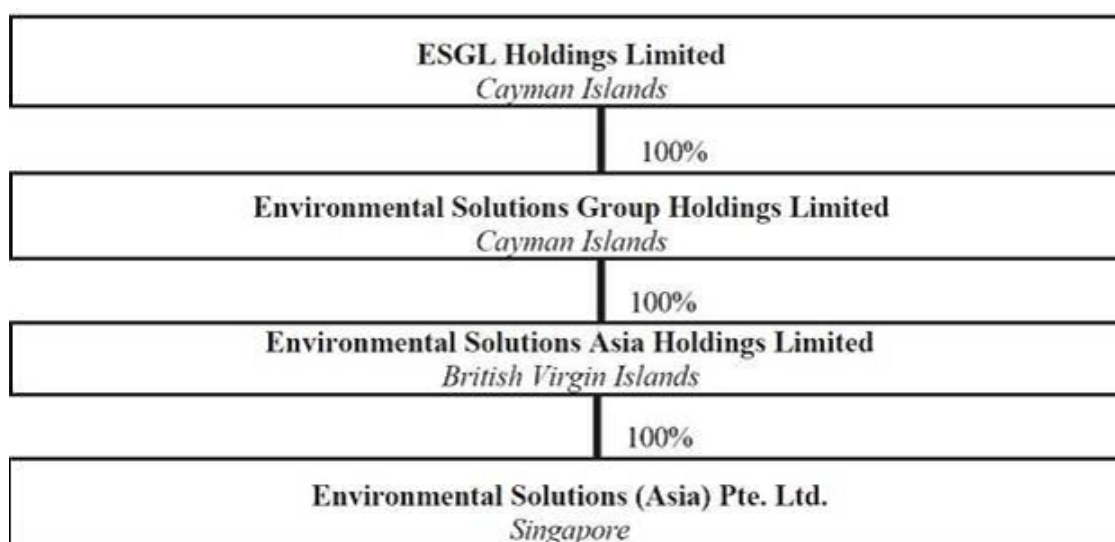 ESGL Holdings Limited
Cayman Islands
100%
Environmental Solutions Group Holdings Limited
Cayman Islands
100%
Environmental Solutions Asia Holdings Limited
British Virgin Islands
100%
Environmental Solutions (Asia) Pte. Ltd.
Singapore